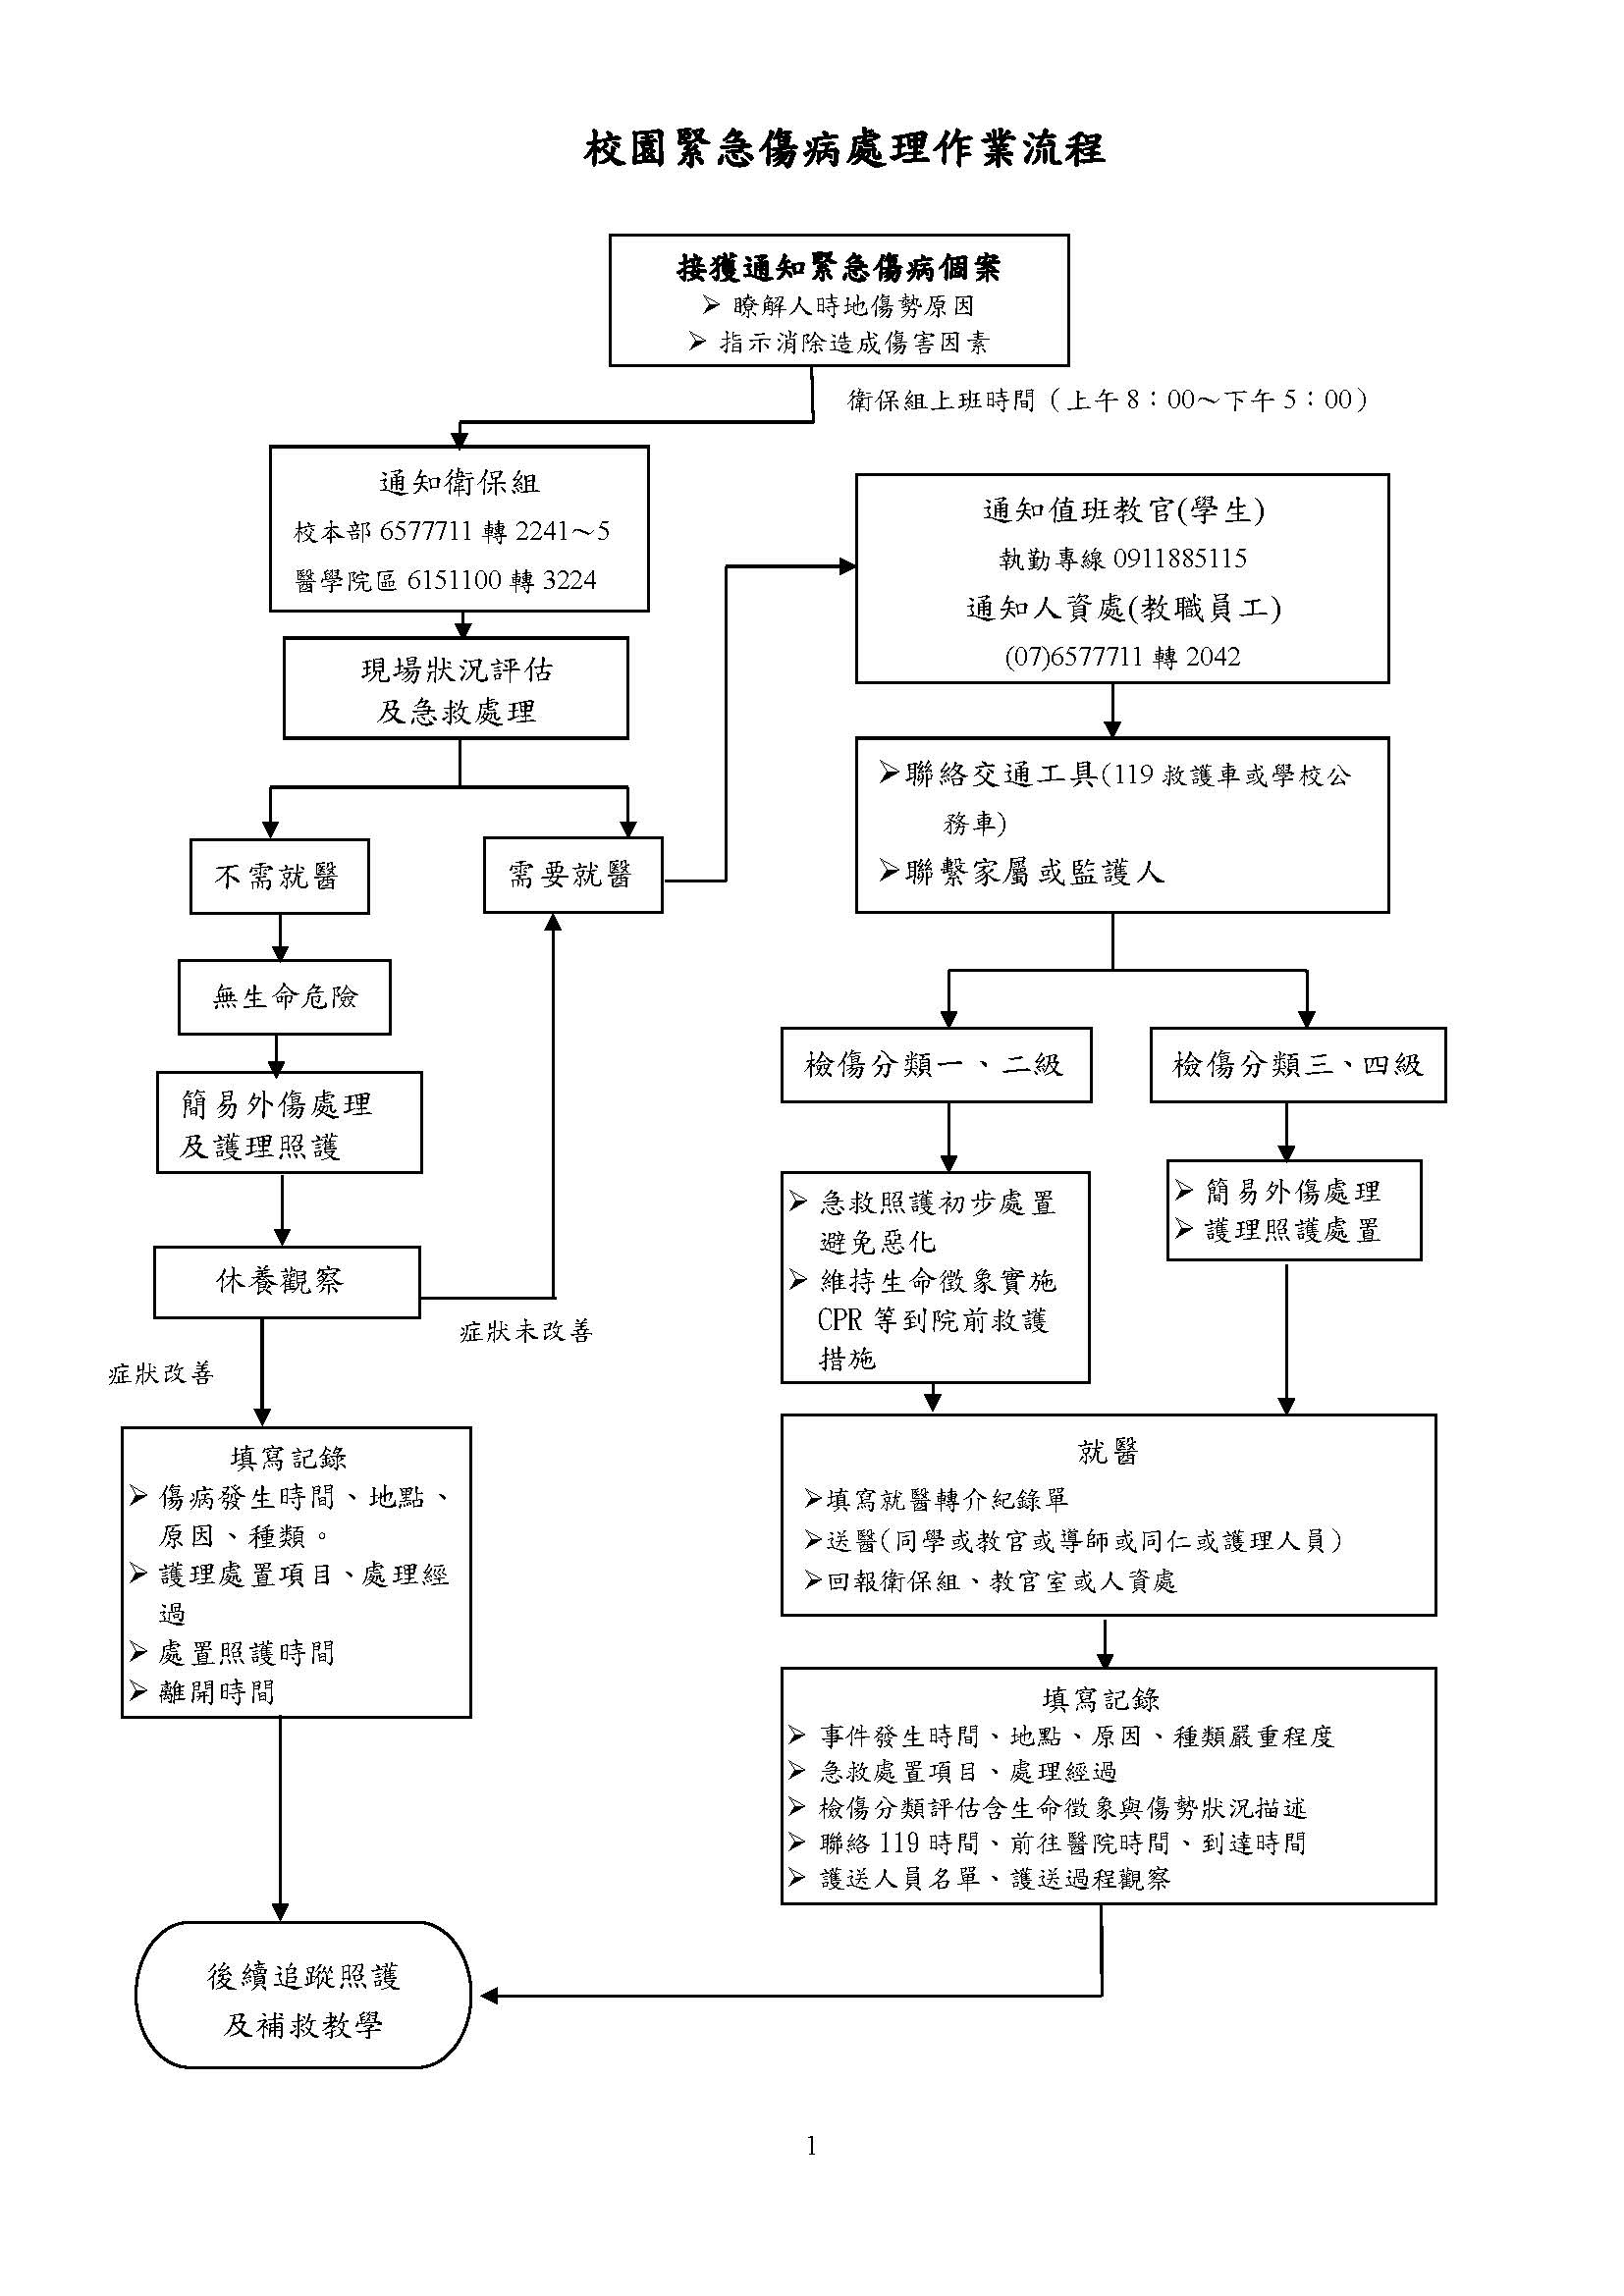 校園緊急傷病處理作業流程
接獲通知緊急傷病個案
➢ 瞭解人時地傷勢原因
➢ 指示消除造成傷害因素
衛保組上班時間（上午 8：00～下午 5：00）
通知衛保組
校本部 6577711 轉 2241～5
醫學院區 6151100 轉 3224
現場狀況評估
及急救處理
不需就醫
需要就醫
無生命危險
簡易外傷處理
及護理照護
休養觀察
症狀未改善
症狀改善
填寫記錄
➢ 傷病發生時間、地點、
原因、種類。
➢ 護理處置項目、處理經
過
➢ 處置照護時間
➢ 離開時間
通知值班教官(學生)
執勤專線 0911885115
通知人資處(教職員工)
(07)6577711 轉 2042
➢聯絡交通工具(119 救護車或學校公
務車)
➢聯繫家屬或監護人
檢傷分類一、二級
檢傷分類三、四級
➢ 急救照護初步處置
避免惡化
➢ 維持生命徵象實施
CPR 等到院前救護
措施
➢ 簡易外傷處理
➢ 護理照護處置
就醫
➢填寫就醫轉介紀錄單
➢送醫(同學或教官或導師或同仁或護理人員)
➢回報衛保組、教官室或人資處
填寫記錄
➢ 事件發生時間、地點、原因、種類嚴重程度
➢ 急救處置項目、處理經過
➢ 檢傷分類評估含生命徵象與傷勢狀況描述
➢ 聯絡 119 時間、前往醫院時間、到達時間
➢ 護送人員名單、護送過程觀察
後續追蹤照護
及補救教學
1